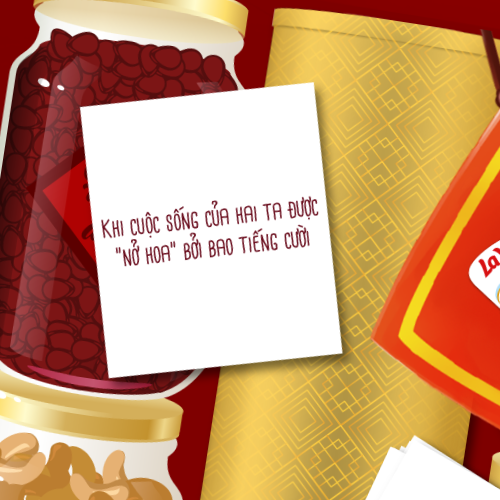 Khi cuộc sống của hai ta được
"nở hoa" bởi bao tiếng cười